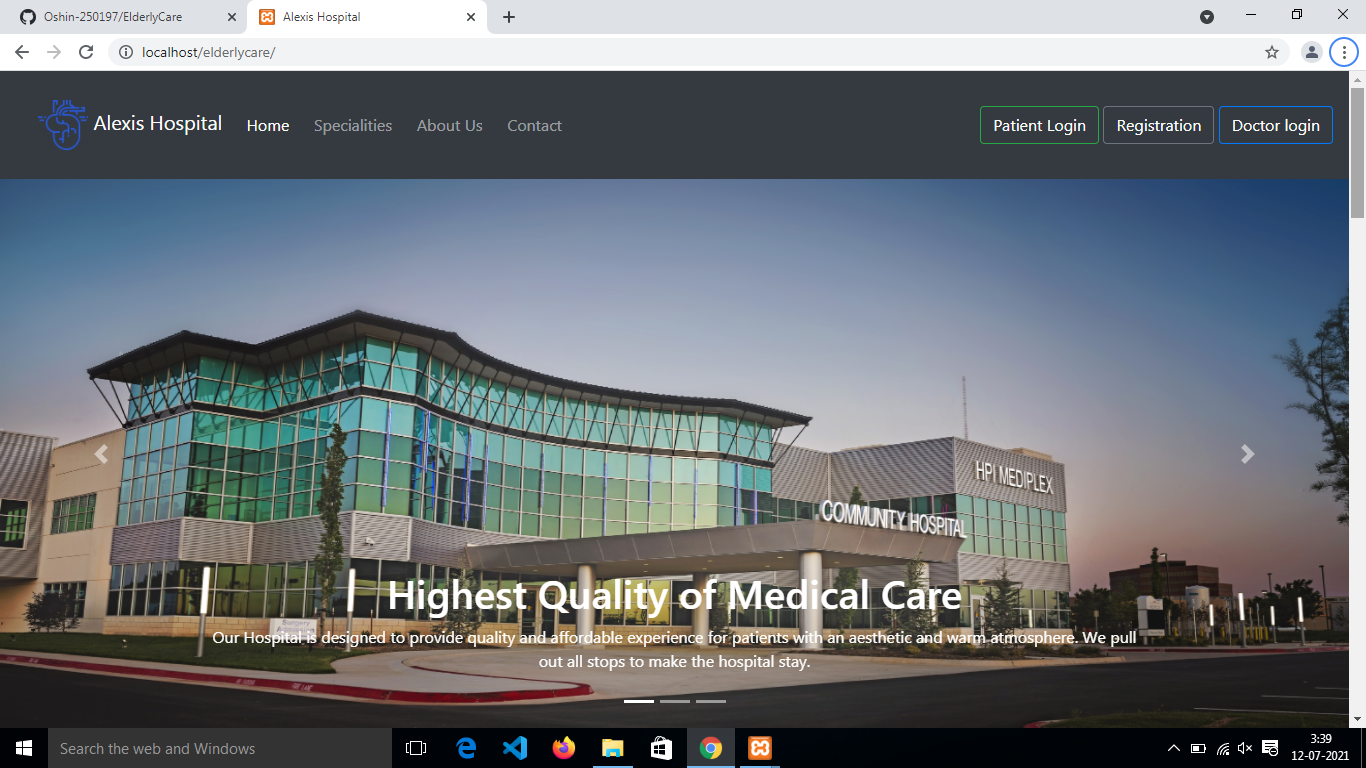 Oshin-250197/ElderlyCare
Alexis Hospital
localhost/elderlycare/
Alexis Hospital
Home
Specialities
About Us
Contact
Patient Login
Registration
Doctor login
HPI MEDIPLEX
COMMUNITY HOSPITAL
Highest Quality of Medical Care
Our Hospital is designed to provide quality and affordable experience for patients with an aesthetic and warm atmosphere. We pull
out all stops to make the hospital stay.
Search the web and Windows
3:39
12-07-2021